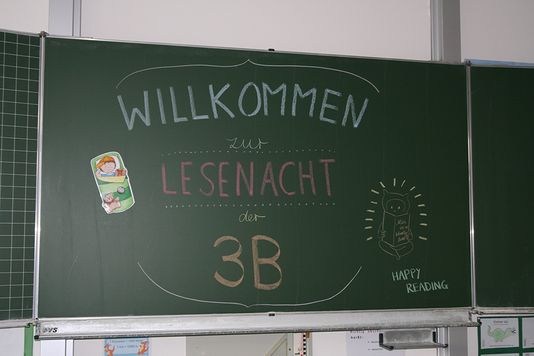 WILLKOMMEN
zur
LESENACHT
der
3B
HAPPY
READING